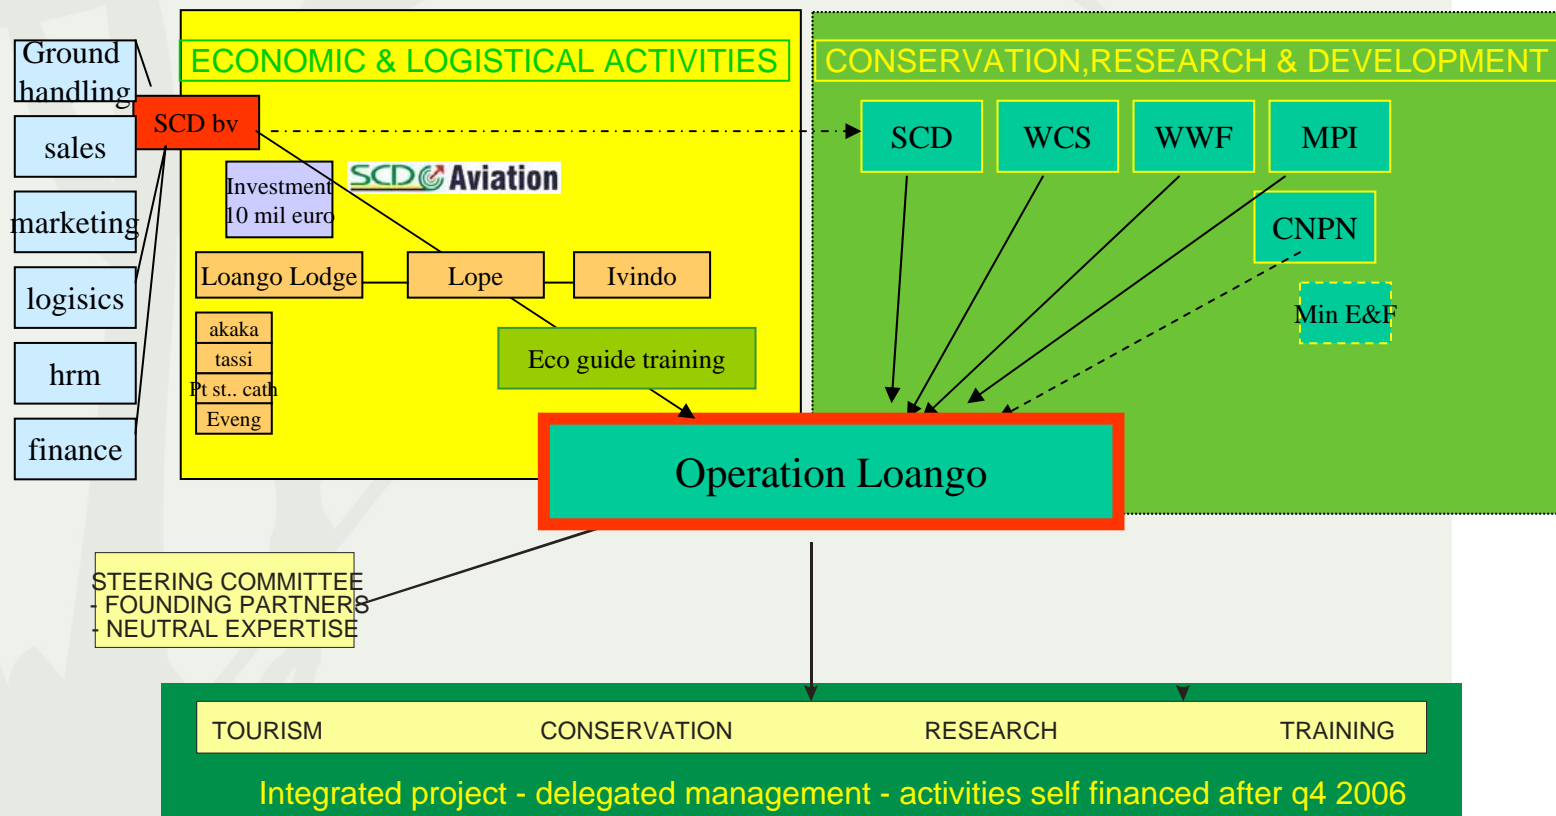 Ground
handling
sales
marketing
logisics
hrm
finance
SCD bv
ECONOMIC & LOGISTICAL ACTIVITIES
Investment
10 mil euro
SCD Aviation
Loango Lodge
Lope
Ivindo
akaka
tassi
Pt st.. cath
Eveng
Eco guide training
CONSERVATION,RESEARCH & DEVELOPMENT
SCD
WCS
WWF
MPI
CNPN
Min E&F
Operation Loango
STEERING COMMITTEE
- FOUNDING PARTNERS
- NEUTRAL EXPERTISE
TOURISM CONSERVATION RESEARCH TRAINING
Integrated project - delegated management - activities self financed after q4 2006